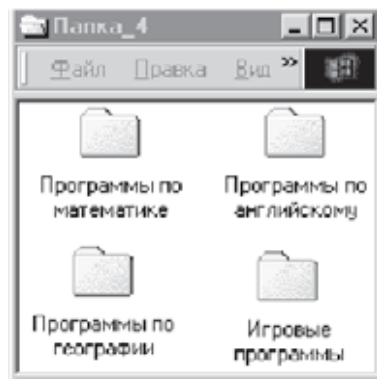 Папка_4
Файл Правка Вид »
Программы по
математике
Программы по
английскому
Программы по
географии
Игровые
программы